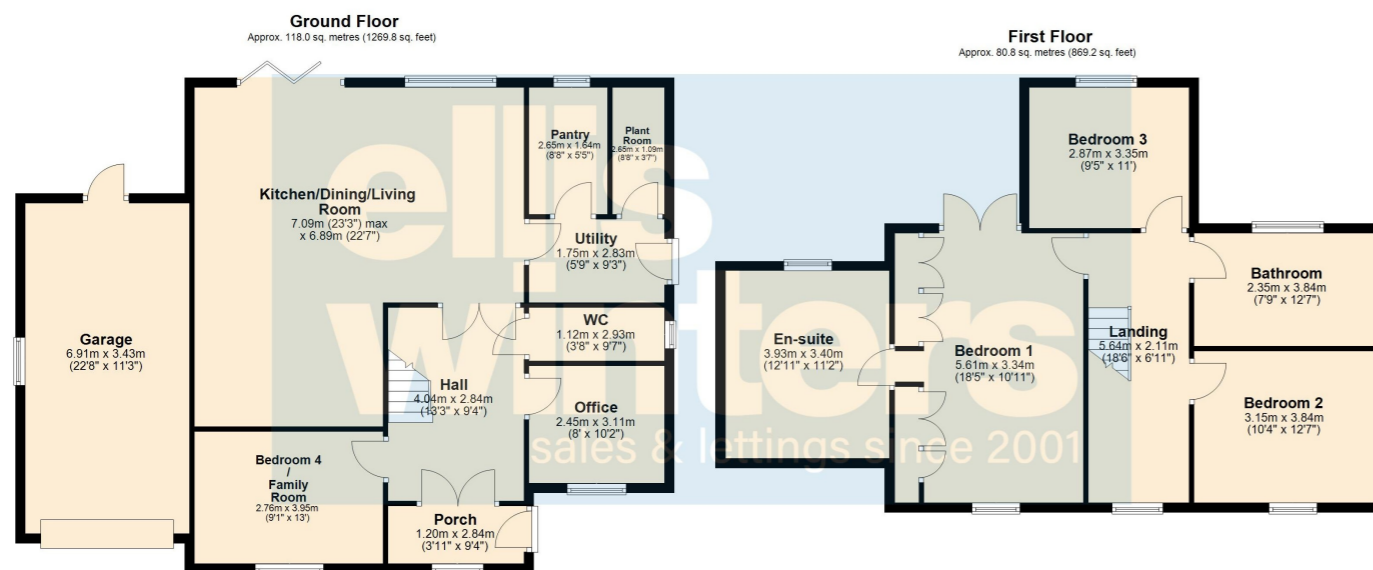 Ground Floor
Approx. 118.0 sq. metres (1269.8 sq. feet)
Kitchen/Dining/Living
Room
7.09m (23'3") max
x 6.89m (22'7")
Pantry
2.65m x 1.64m
(8'8" x 5'5")
Plant
Room
2.65m x 1.09m
(8'8" x 3'7")
Utility
1.75m x 2.83m
(5'9" x 9'3")
WC
1.12m x 2.93m
(3'8" x 9'7")
Garage
6.91m x 3.43m
(22'8" x 11'3")
Hall
4.04m x 2.84m
(13'3" x 9'4")
Office
2.45m x 3.11m
(8' x 10'2")
Bedroom 4
/
Family
Room
2.76m x 3.95m
(9'1" x 13')
Porch
1.20m x 2.84m
(3'11" x 9'4")
First Floor
Approx. 80.8 sq. metres (869.2 sq. feet)
Bedroom 3
2.87m x 3.35m
(9'5" x 11')
Bathroom
2.35m x 3.84m
(7'9" x 12'7")
En-suite
3.93m x 3.40m
(12'11" x 11'2")
Bedroom 1
5.61m x 3.34m
(18'5" x 10'11")
Landing
5.64m x 2.11m
(18'6" x 6'11")
Bedroom 2
3.15m x 3.84m
(10'4" x 12'7")
ellis
winters
sales & lettings since 2001